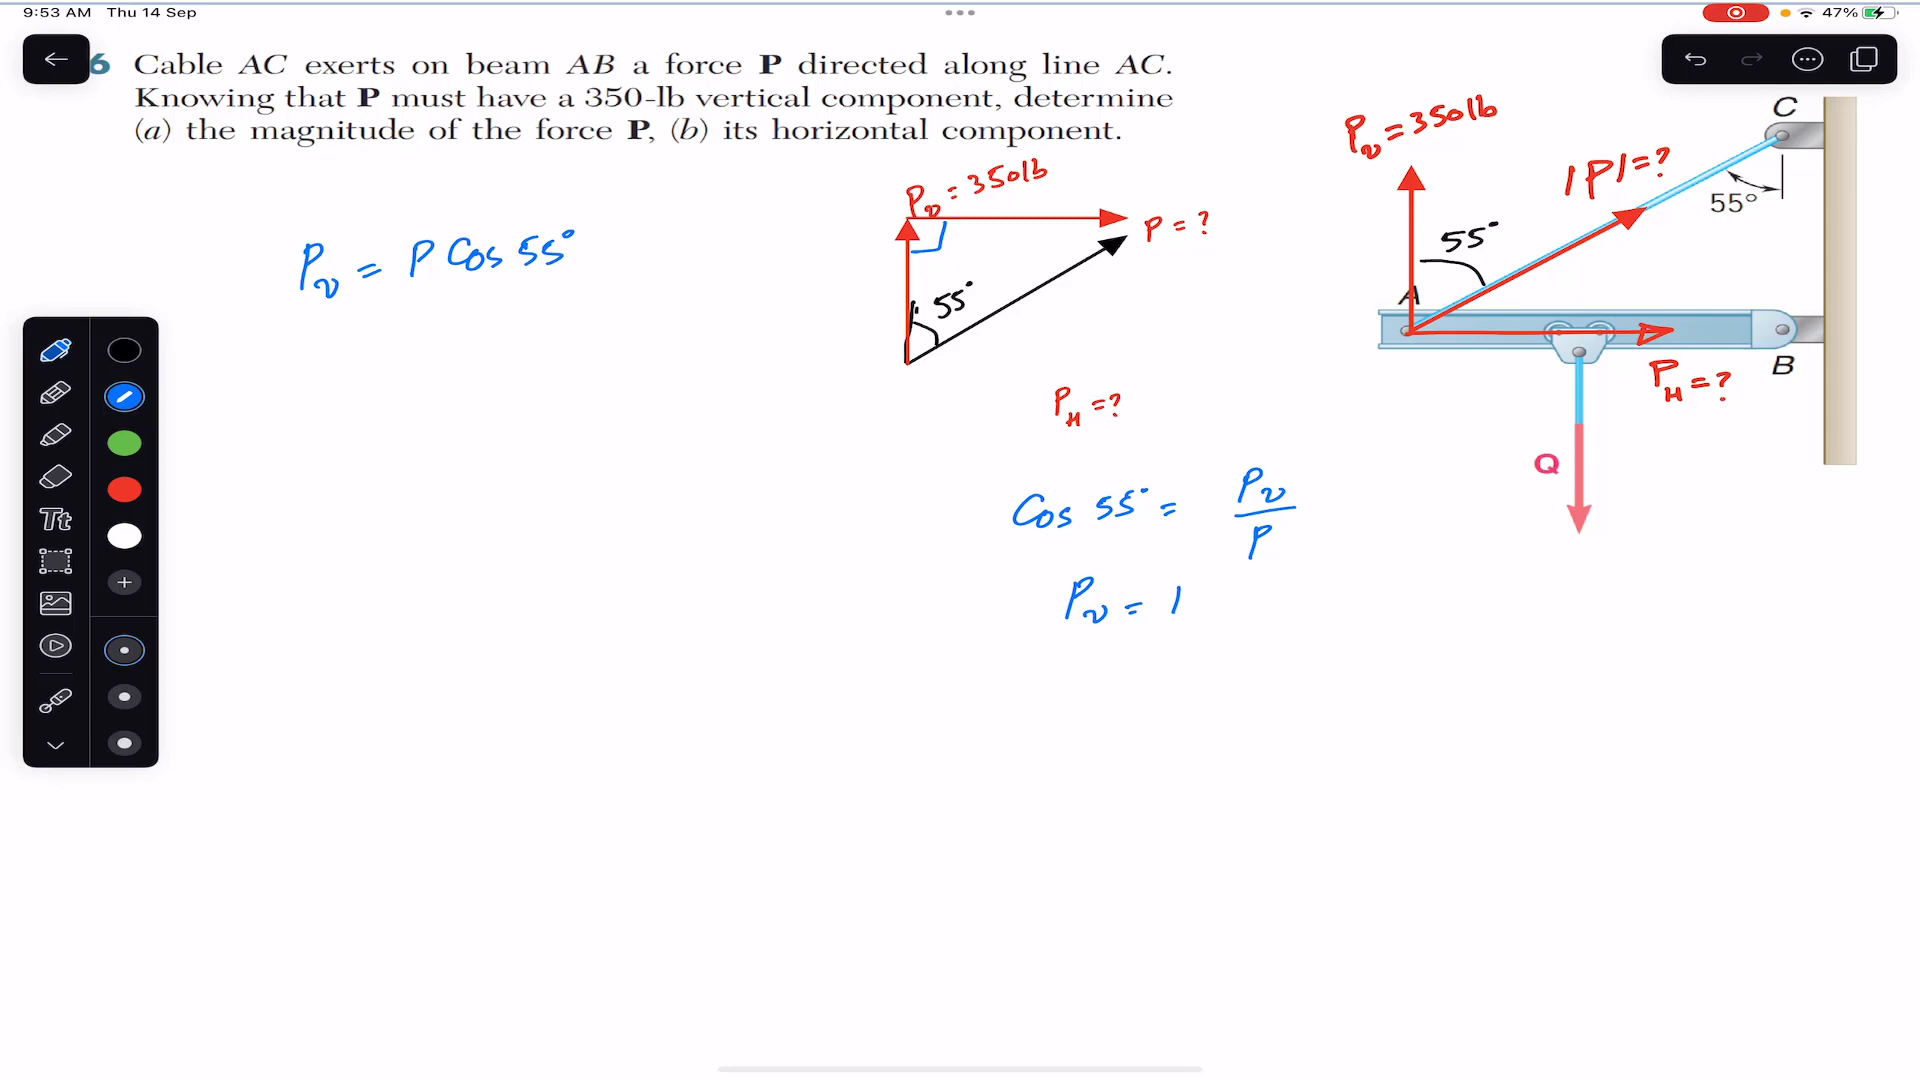 9:53 AM Thu 14 Sep
47%
6 Cable AC exerts on beam AB a force P directed along line AC.
Knowing that P must have a 350-lb vertical component, determine
(a) the magnitude of the force P, (b) its horizontal component.
Pv = P Cos 55°
Pv = 350lb
P = ?
55°
PH = ?
Cos 55° = Pv / P
Pv = 1
Pv = 350lb
|P| = ?
C
55°
55°
A
B
PH = ?
Q
Tt